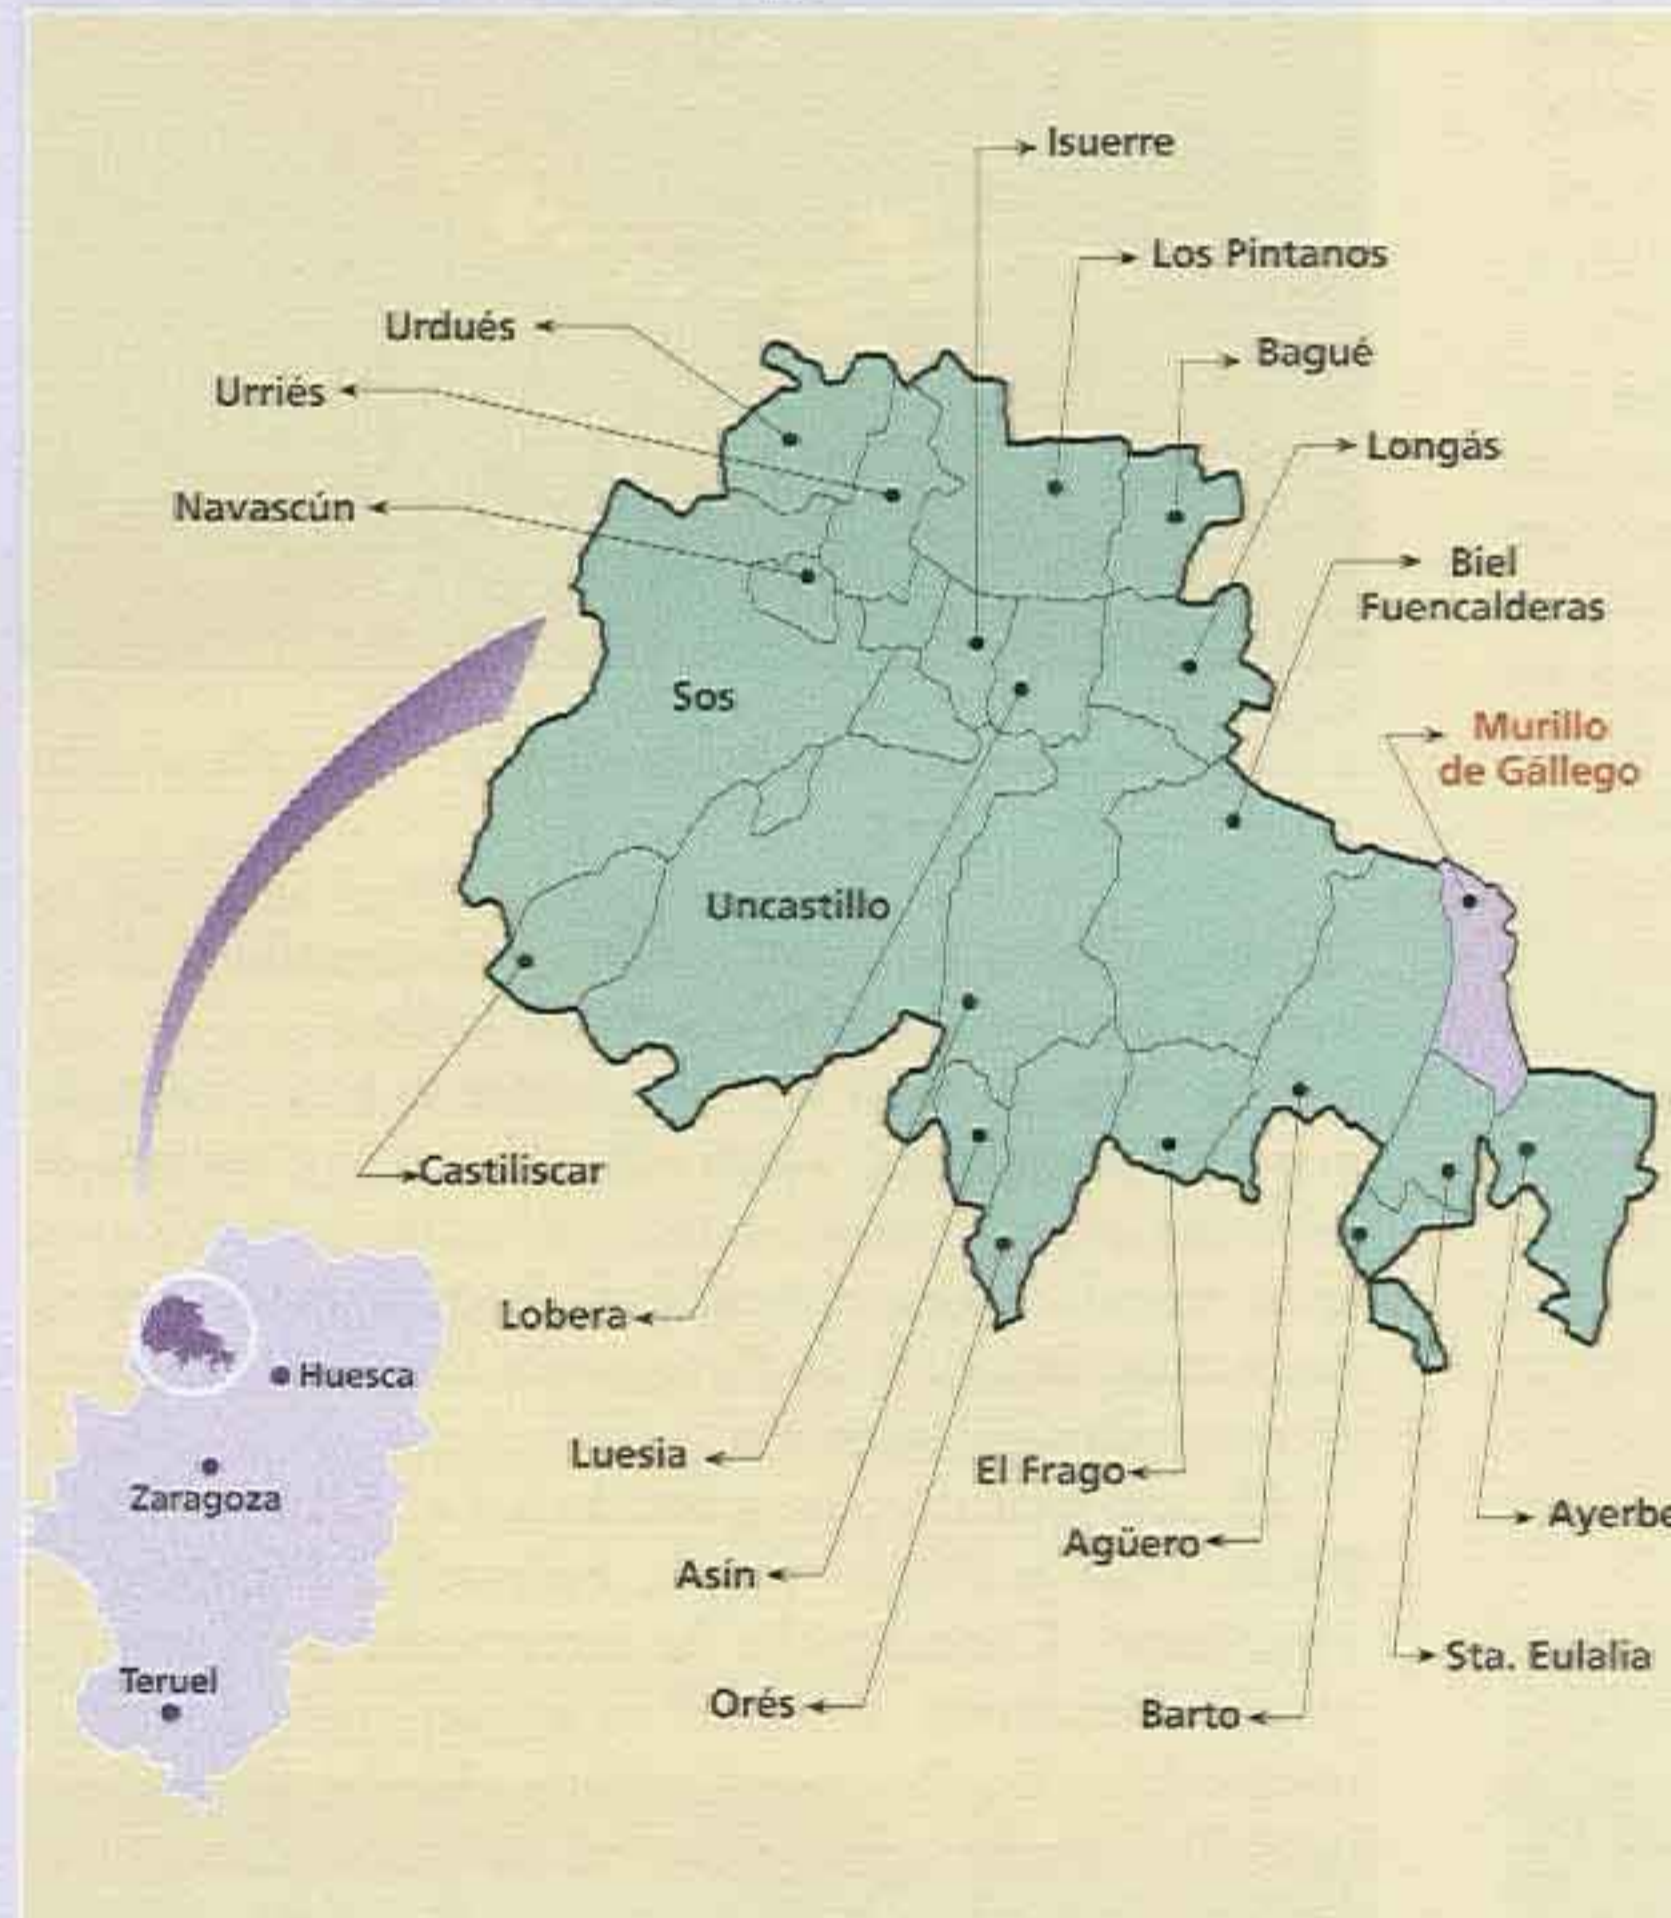 Isuerre
Los Pintanos
Urdués
Bagué
Urriés
Longás
Navascún
Biel
Fuencalderas
Sos
Murillo
de Gállego
Uncastillo
Castiliscar
Lobera
Huesca
Luesia
El Frago
Zaragoza
Ayerbe
Agüero
Asín
Sta. Eulalia
Teruel
Orés
Barto